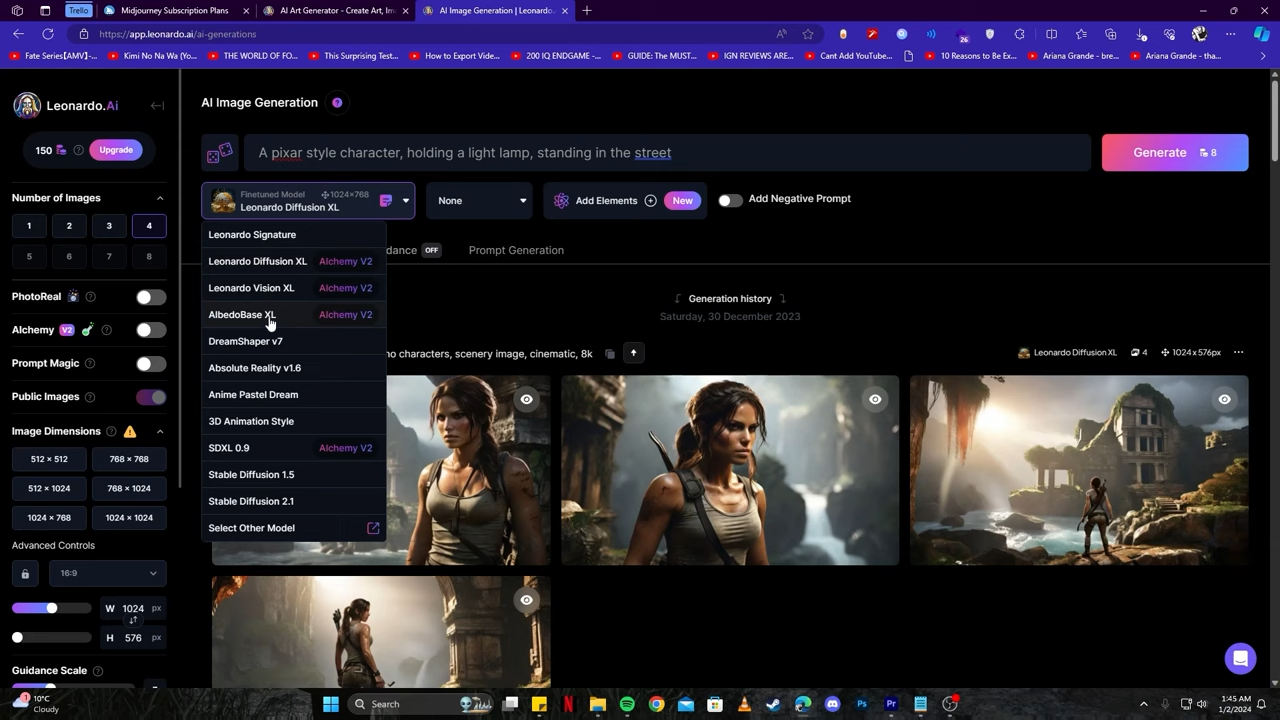 Trello
Midjourney Subscription Plans
AI Art Generator - Create Art, Im
AI Image Generation | Leonardo.
https://app.leonardo.ai/ai-generations
Fate Series【AMV】-...
Kimi No Na Wa (Yo...
THE WORLD OF FO...
This Surprising Test...
How to Export Vide...
200 IQ ENDGAME -...
GUIDE: The MUST...
IGN REVIEWS ARE...
Cant Add YouTube...
10 Reasons to Be Ex...
Ariana Grande - bre...
Ariana Grande - tha...
Leonardo.Ai
150
Upgrade
Number of Images
1 2 3 4
5 6 7 8
PhotoReal
Alchemy V2
Prompt Magic
Public Images
Image Dimensions
512 × 512 768 × 768
512 × 1024 768 × 1024
1024 × 768 1024 × 1024
Advanced Controls
16:9
W 1024 px
H 576 px
Guidance Scale
AI Image Generation
A pixar style character, holding a light lamp, standing in the street
Generate 8
Finetuned Model 1024×768
Leonardo Diffusion XL
None
Add Elements
New
Add Negative Prompt
Leonardo Signature
Leonardo Diffusion XL Alchemy V2
Leonardo Vision XL Alchemy V2
AlbedoBase XL Alchemy V2
DreamShaper v7
Absolute Reality v1.6
Anime Pastel Dream
3D Animation Style
SDXL 0.9 Alchemy V2
Stable Diffusion 1.5
Stable Diffusion 2.1
Select Other Model
dance OFF
Prompt Generation
Generation history
Saturday, 30 December 2023
no characters, scenery image, cinematic, 8k
Leonardo Diffusion XL 4 1024 x 576px
10°C
Cloudy
Search
1:45 AM
1/2/2024